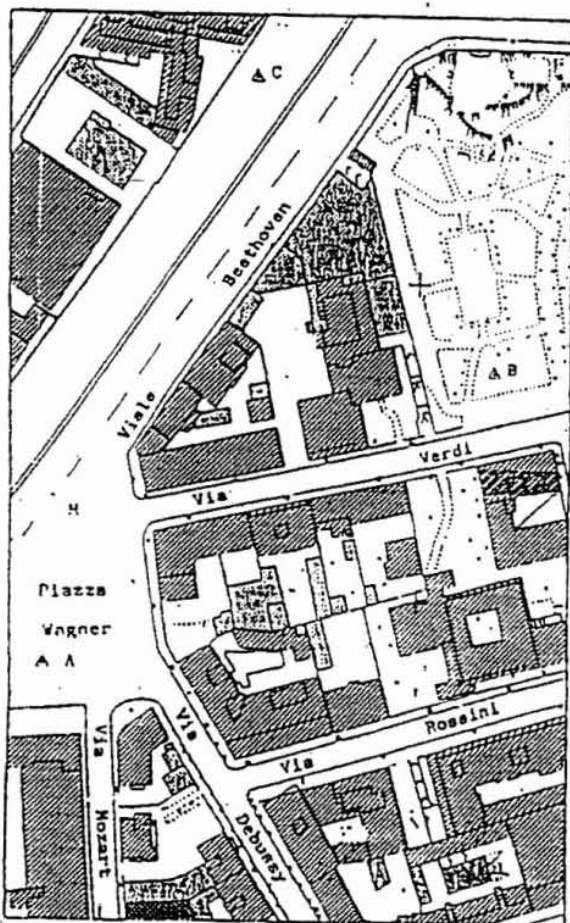 C
Viale Beethoven
B
Via Verdi
M
Piazza
Wagner
A
Via Rossini
Via Debussy
Via Mozart